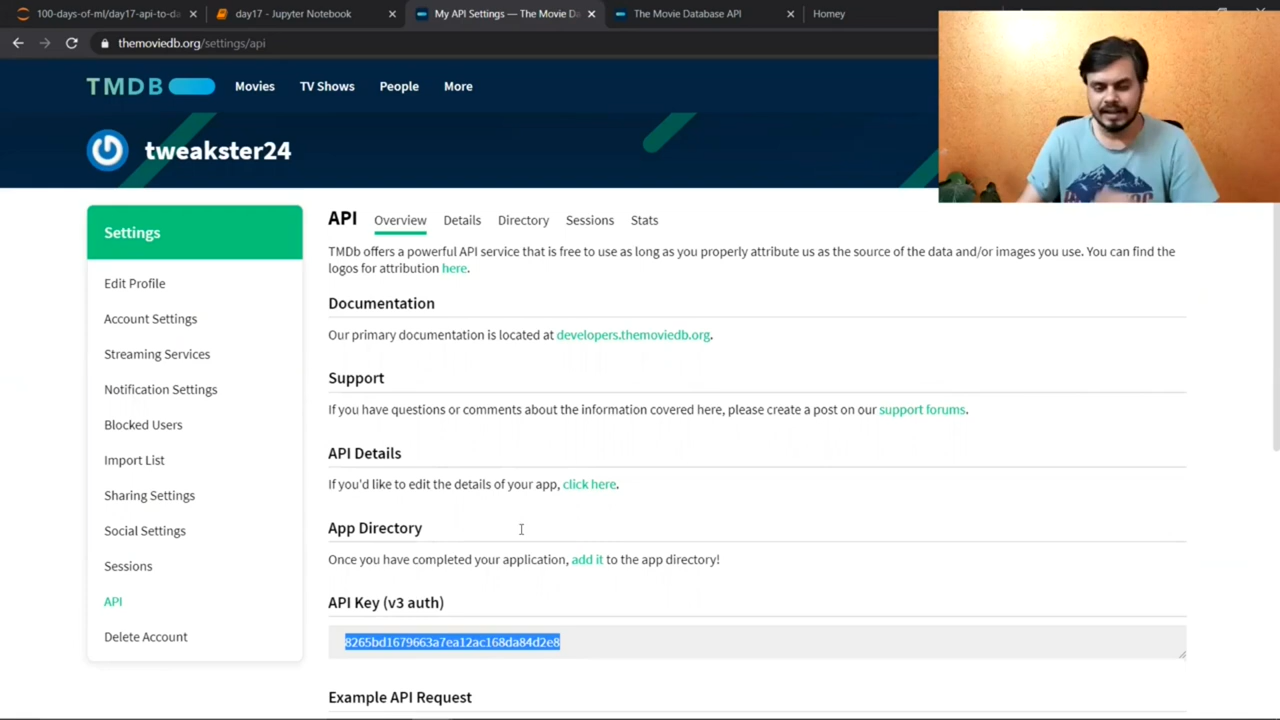 100-days-of-ml/day17-api-to-da
day17 - Jupyter Notebook
My API Settings — The Movie D
The Movie Database API
Homey
themoviedb.org/settings/api
TMDB
Movies
TV Shows
People
More
tweakster24
Settings
Edit Profile
Account Settings
Streaming Services
Notification Settings
Blocked Users
Import List
Sharing Settings
Social Settings
Sessions
API
Delete Account
API
Overview
Details
Directory
Sessions
Stats
TMDb offers a powerful API service that is free to use as long as you properly attribute us as the source of the data and/or images you use. You can find the
logos for attribution here.
Documentation
Our primary documentation is located at developers.themoviedb.org.
Support
If you have questions or comments about the information covered here, please create a post on our support forums.
API Details
If you'd like to edit the details of your app, click here.
App Directory
Once you have completed your application, add it to the app directory!
API Key (v3 auth)
8265bd1679663a7ea12ac168da84d2e8
Example API Request